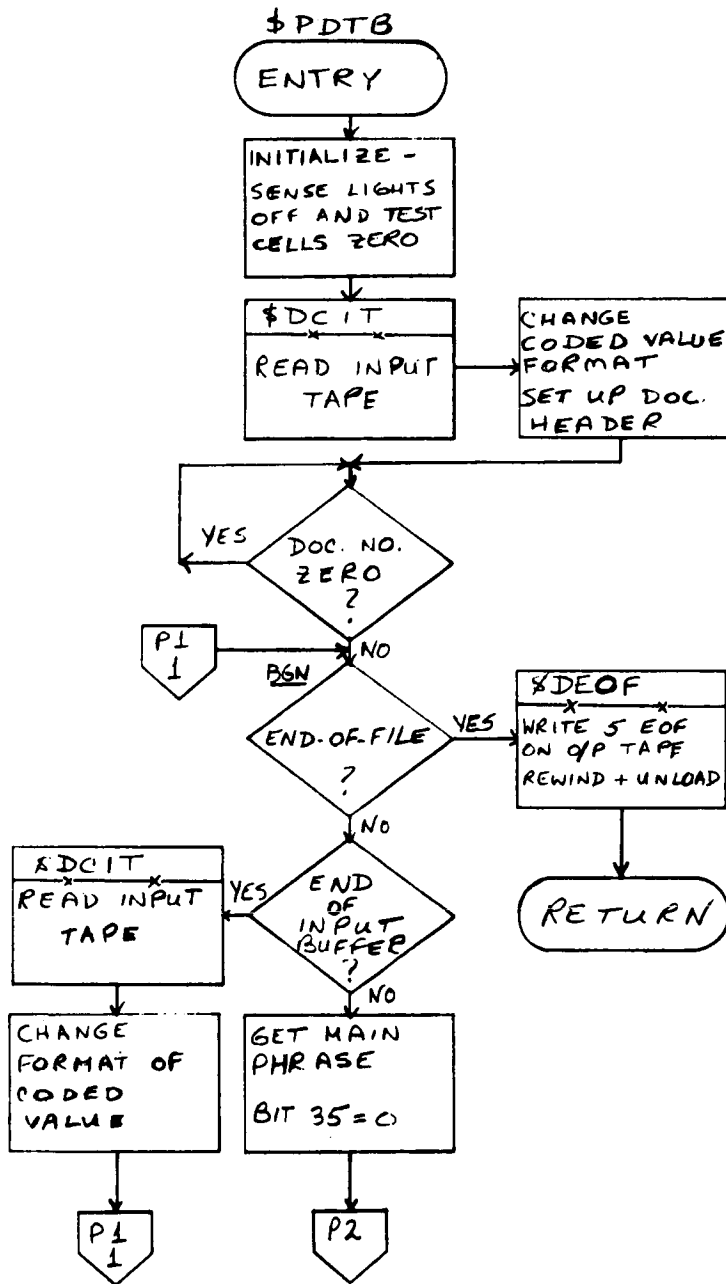 $PDTB
ENTRY
INITIALIZE -
SENSE LIGHTS
OFF AND TEST
CELLS ZERO
$DCIT
READ INPUT
TAPE
CHANGE
CODED VALUE
FORMAT
SET UP DOC.
HEADER
YES
DOC. NO.
ZERO
?
P1
1
NO
BGN
END-OF-FILE
?
YES
$DEOF
WRITE 5 EOF
ON O/P TAPE
REWIND + UNLOAD
RETURN
NO
$DCIT
READ INPUT
TAPE
YES
END
OF
INPUT
BUFFER
?
NO
CHANGE
FORMAT OF
CODED
VALUE
GET MAIN
PHRASE
BIT 35=0
P1
1
P2